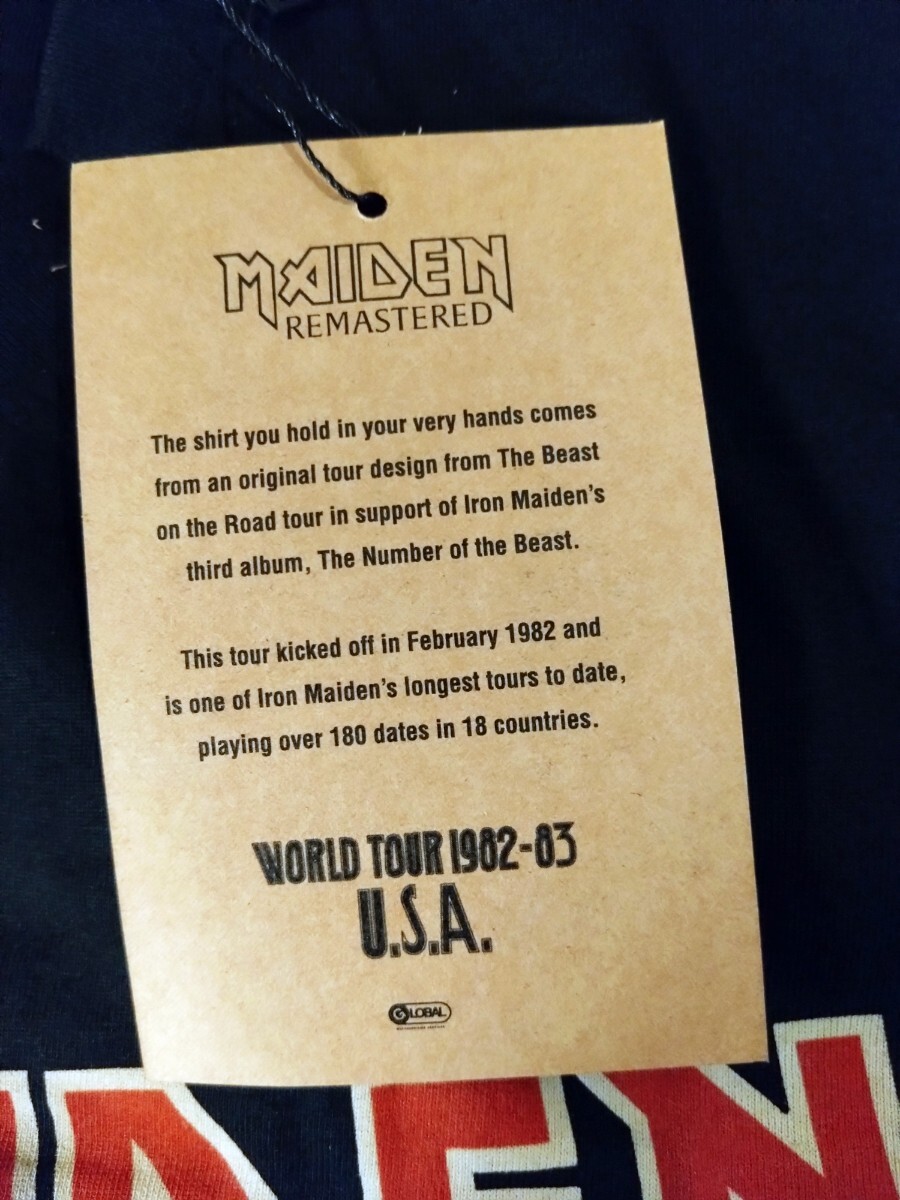 MAIDEN
REMASTERED
The shirt you hold in your very hands comes
from an original tour design from The Beast
on the Road tour in support of Iron Maiden's
third album, The Number of the Beast.
This tour kicked off in February 1982 and
is one of Iron Maiden's longest tours to date,
playing over 180 dates in 18 countries.
WORLD TOUR 1982-83
U.S.A.
GLOBAL